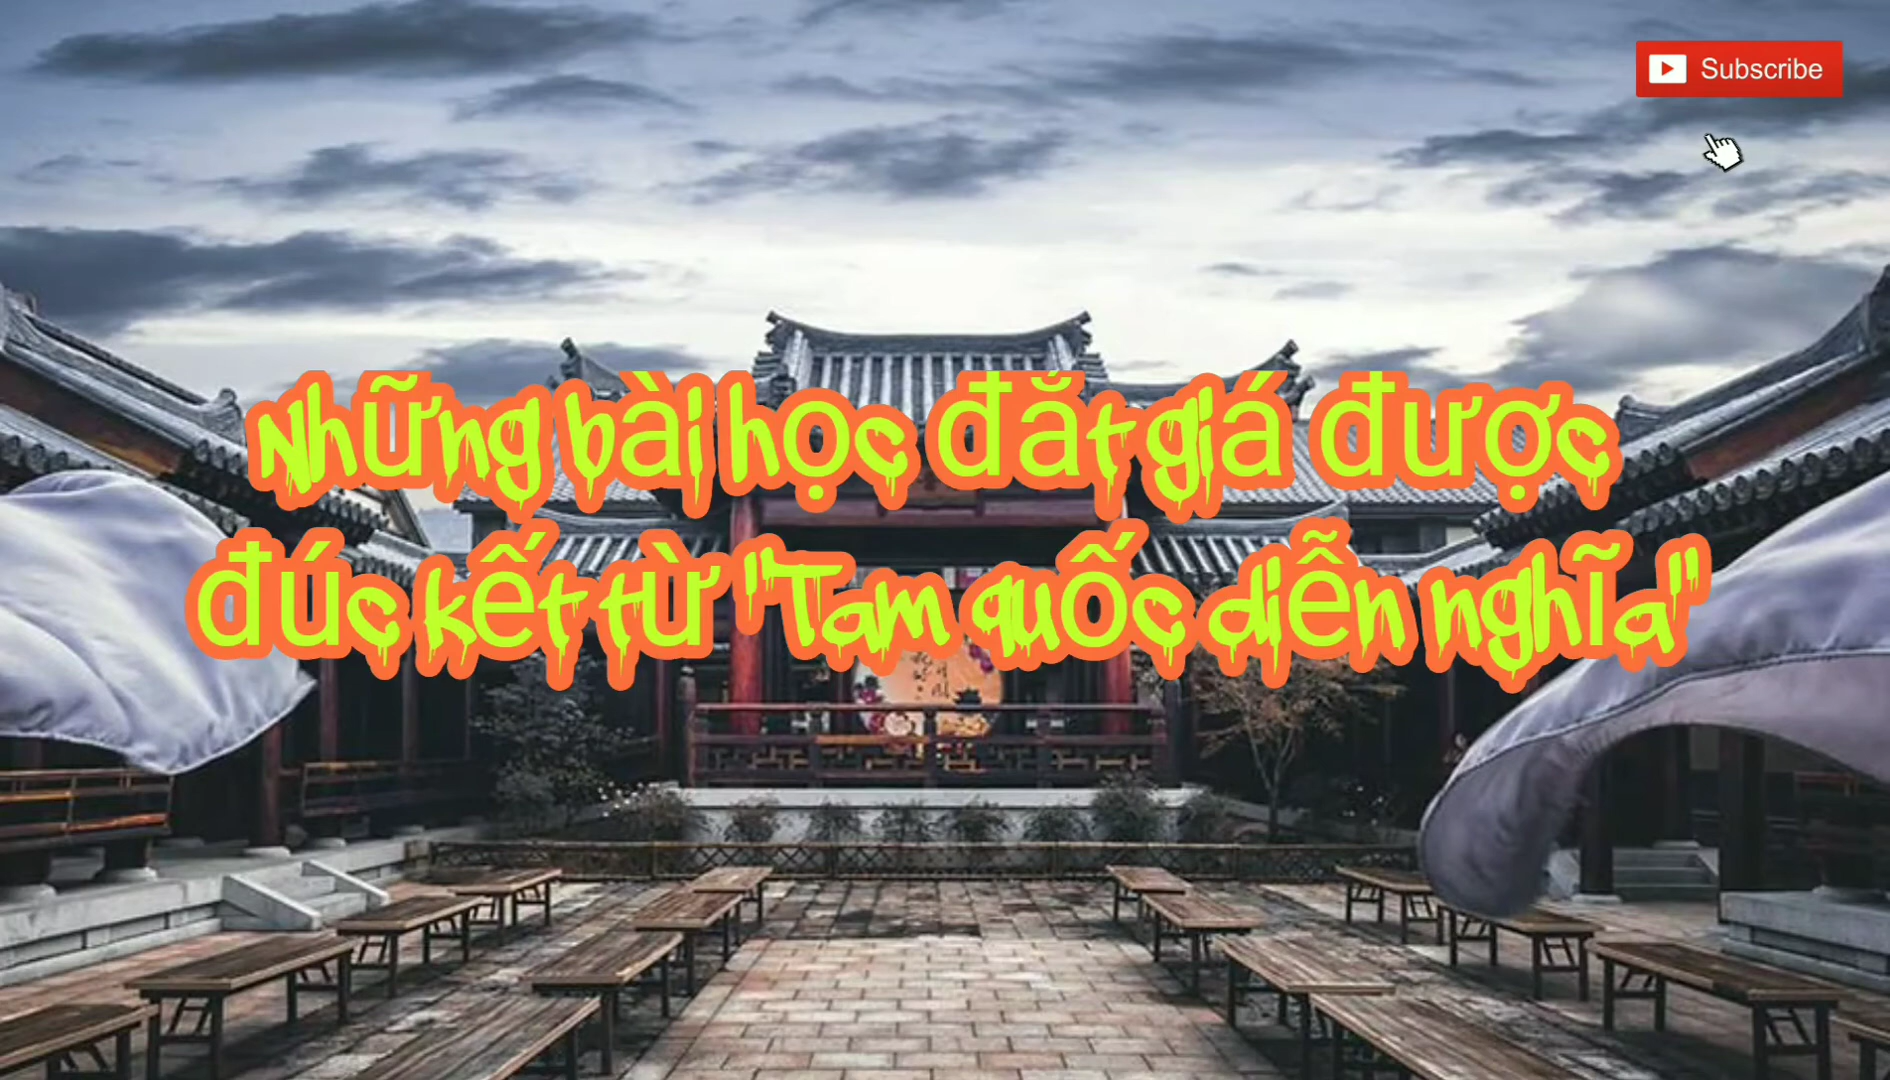 Subscribe
Những bài học đắt giá được
đúc kết từ "Tam quốc diễn nghĩa"